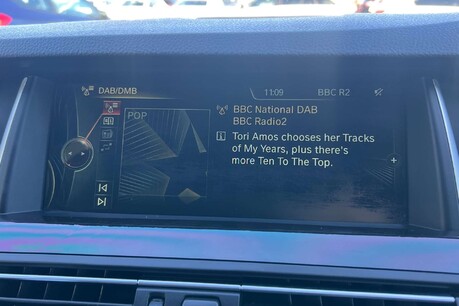 DAB/DMB
11:09
BBC R2
POP
BBC National DAB
BBC Radio2
Tori Amos chooses her Tracks
of My Years, plus there's
more Ten To The Top.